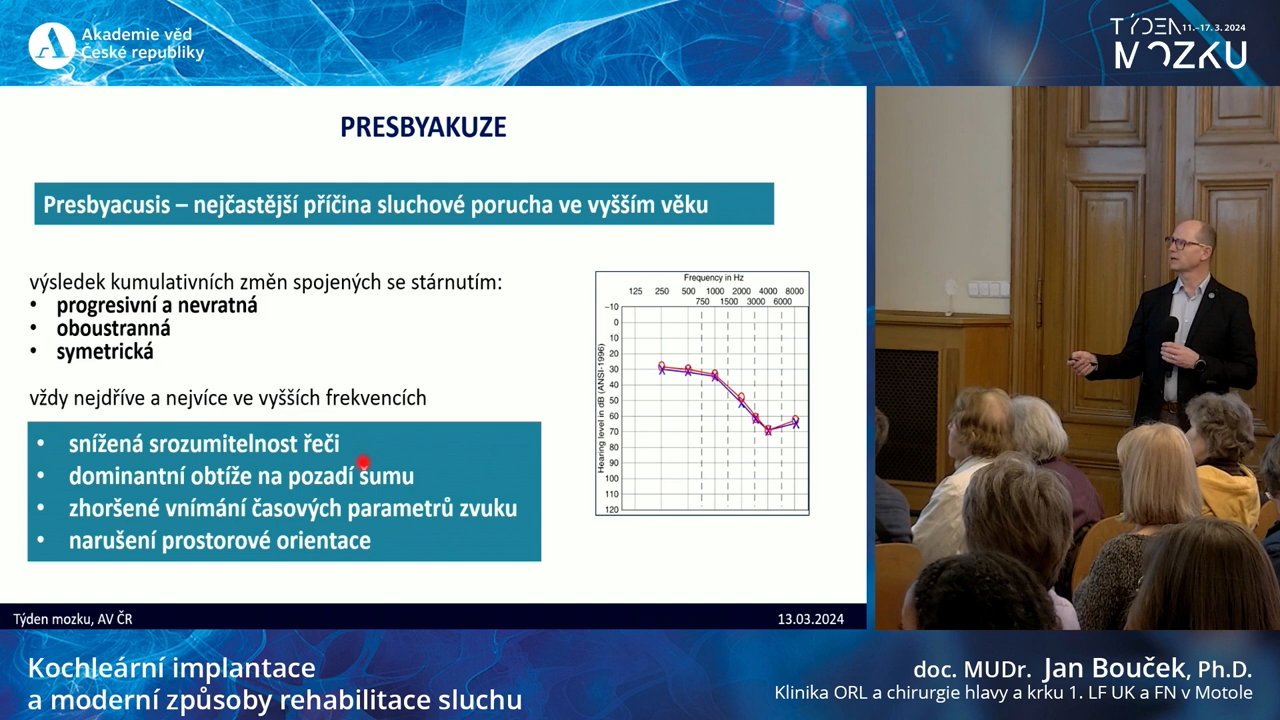 Akademie věd
České republiky
TÝDEN 11.–17. 3. 2024
MOZKU
PRESBYAKUZE
Presbyacusis – nejčastější příčina sluchové porucha ve vyšším věku
výsledek kumulativních změn spojených se stárnutím:
• progresivní a nevratná
• oboustranná
• symetrická
vždy nejdříve a nejvíce ve vyšších frekvencích
• snížená srozumitelnost řeči
• dominantní obtíže na pozadí šumu
• zhoršené vnímání časových parametrů zvuku
• narušení prostorové orientace
Frequency in Hz
125 250 500 1000 2000 4000 8000
750 1500 3000 6000
Hearing level in dB (ANSI-1996)
−10
0
10
20
30
40
50
60
70
80
90
100
110
120
Týden mozku, AV ČR
13.03.2024
Kochleární implantace
a moderní způsoby rehabilitace sluchu
doc. MUDr. Jan Bouček, Ph.D.
Klinika ORL a chirurgie hlavy a krku 1. LF UK a FN v Motole